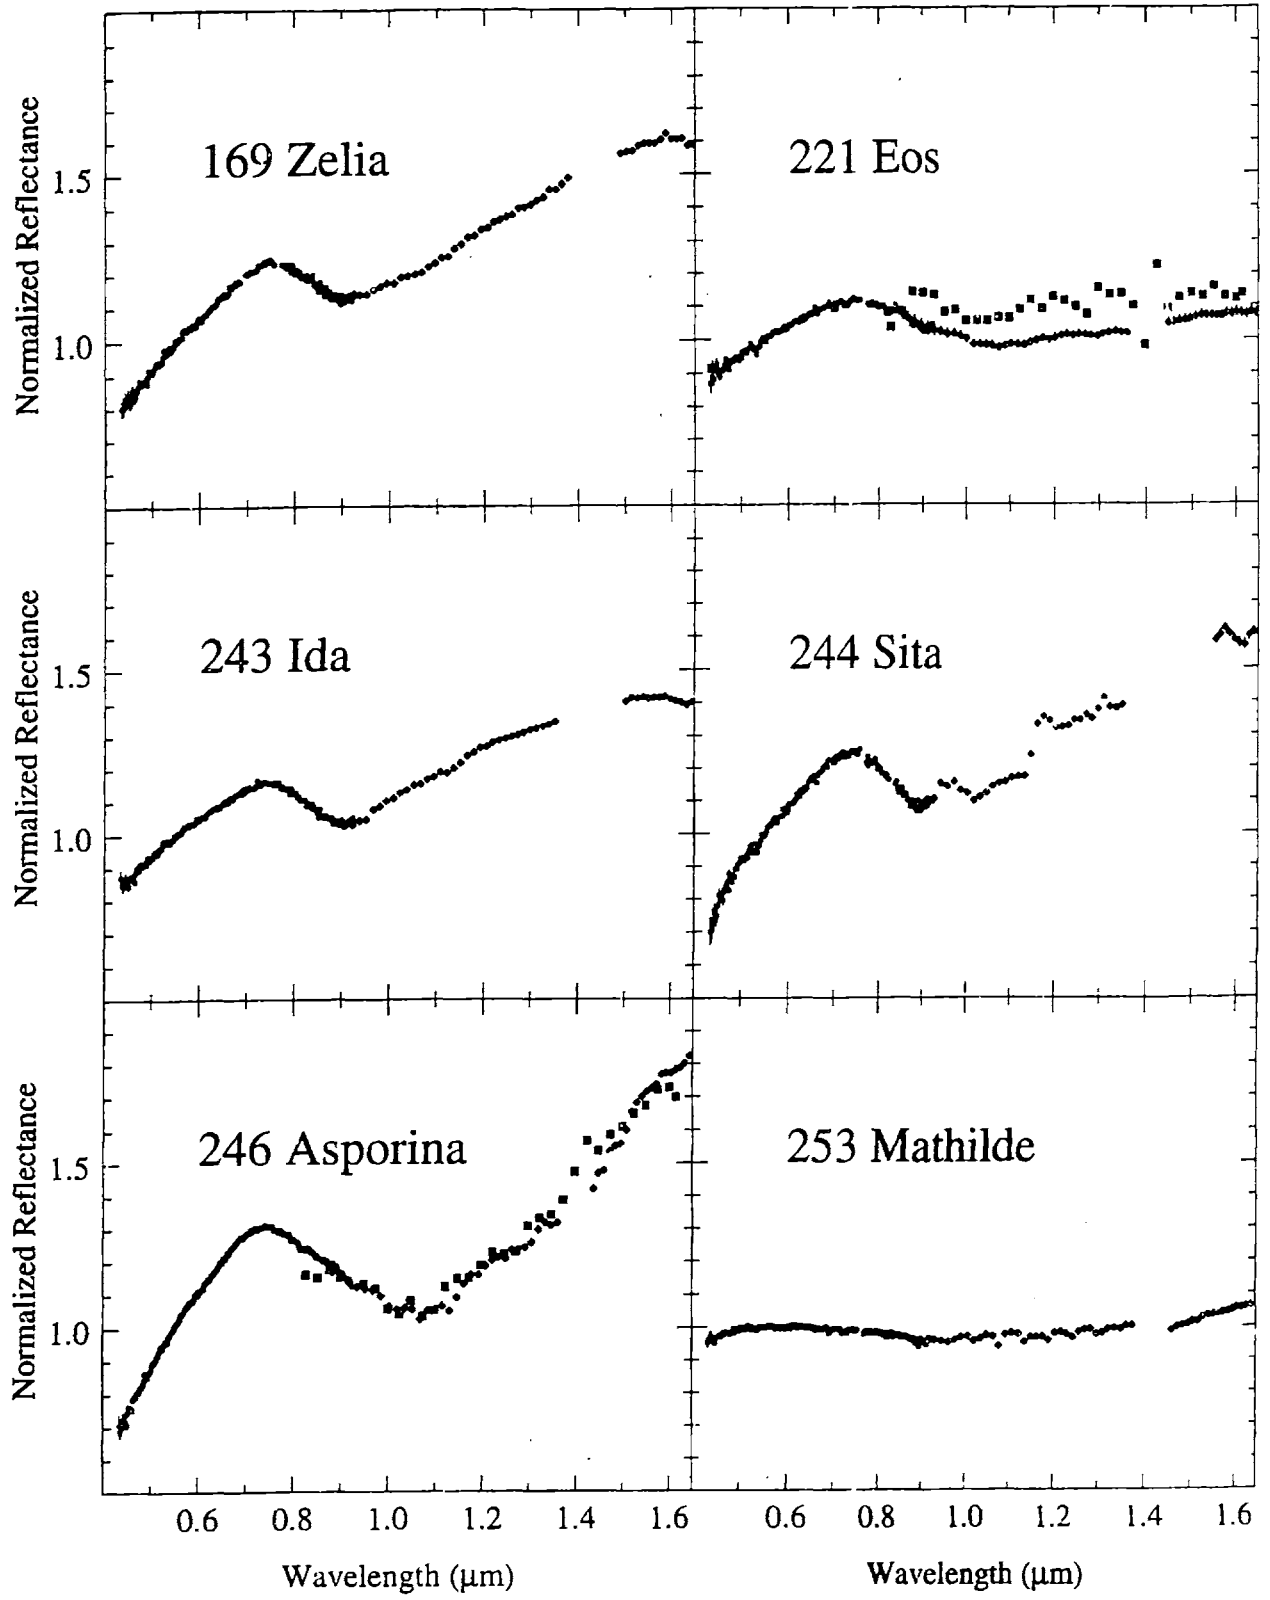 Normalized Reflectance
1.5
1.0
169 Zelia
221 Eos
Normalized Reflectance
1.5
1.0
243 Ida
244 Sita
Normalized Reflectance
1.5
1.0
246 Asporina
253 Mathilde
0.6 0.8 1.0 1.2 1.4 1.6
0.6 0.8 1.0 1.2 1.4 1.6
Wavelength (μm)
Wavelength (μm)